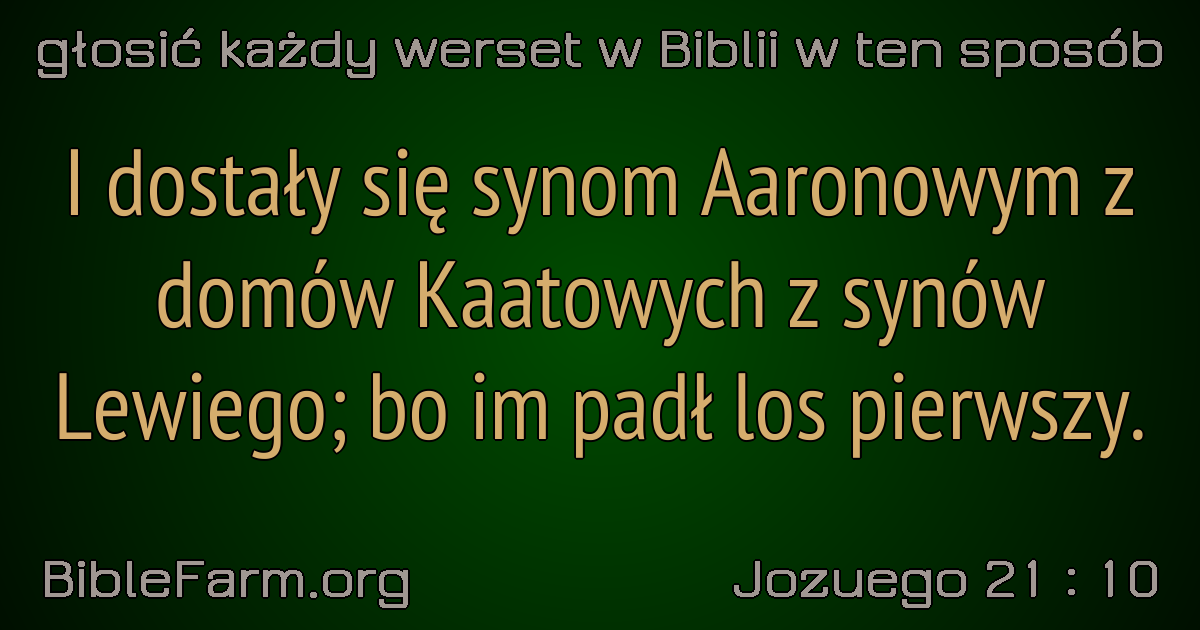 głosić każdy werset w Biblii w ten sposób
I dostały się synom Aaronowym z
domów Kaatowych z synów
Lewiego; bo im padł los pierwszy.
BibleFarm.org
Jozuego 21 : 10